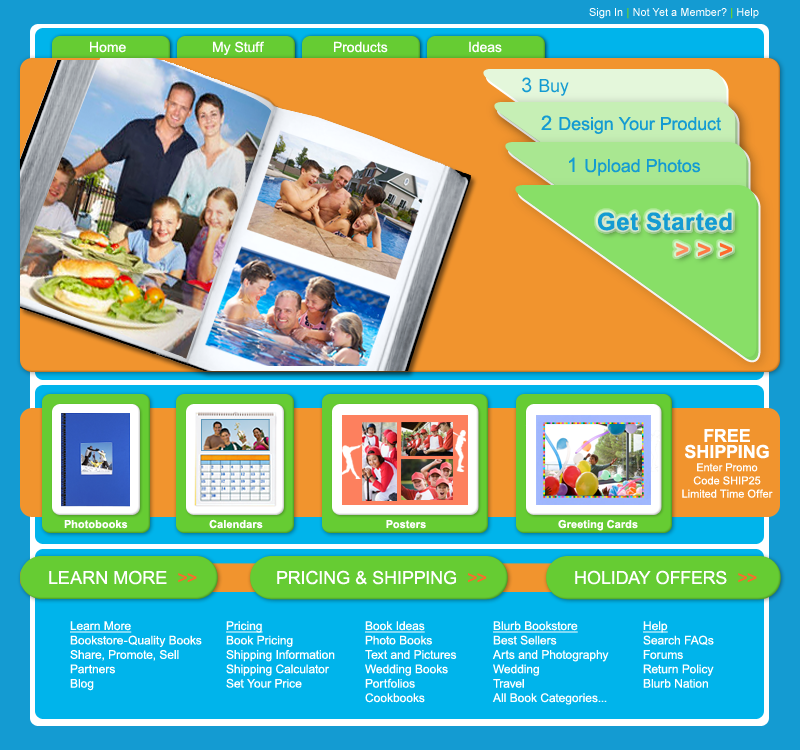 Sign In | Not Yet a Member? | Help
Home
My Stuff
Products
Ideas
3 Buy
2 Design Your Product
1 Upload Photos
Get Started
> > >
Photobooks
Calendars
Posters
Greeting Cards
FREE
SHIPPING
Enter Promo
Code SHIP25
Limited Time Offer
LEARN MORE >>
PRICING & SHIPPING >>
HOLIDAY OFFERS >>
Learn More
Bookstore-Quality Books
Share, Promote, Sell
Partners
Blog
Pricing
Book Pricing
Shipping Information
Shipping Calculator
Set Your Price
Book Ideas
Photo Books
Text and Pictures
Wedding Books
Portfolios
Cookbooks
Blurb Bookstore
Best Sellers
Arts and Photography
Wedding
Travel
All Book Categories...
Help
Search FAQs
Forums
Return Policy
Blurb Nation